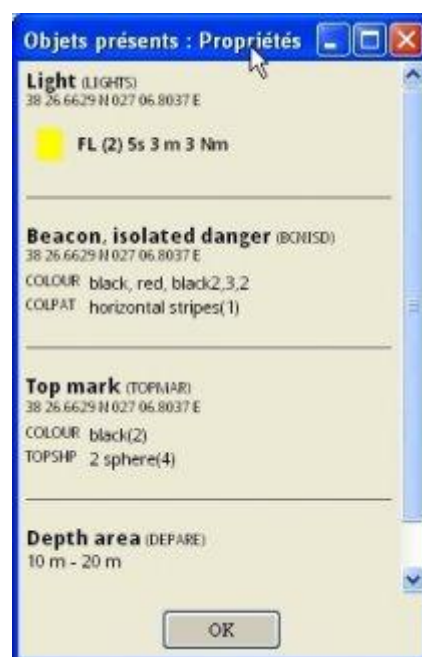 Objets présents : Propriétés
Light (LIGHTS)
38 26.6629 N 027 06.8037 E
FL (2) 5s 3 m 3 Nm
Beacon, isolated danger (BCNISD)
38 26.6629 N 027 06.8037 E
COLOUR black, red, black2,3,2
COLPAT horizontal stripes(1)
Top mark (TOPMAR)
38 26.6629 N 027 06.8037 E
COLOUR black(2)
TOPSHP 2 sphere(4)
Depth area (DEPARE)
10 m - 20 m
OK